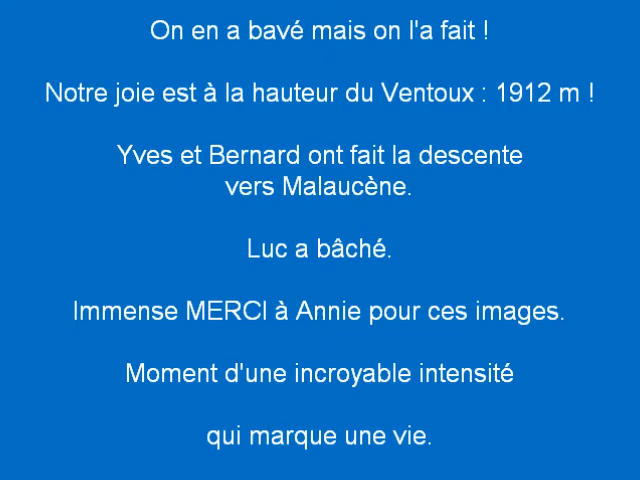 On en a bavé mais on l'a fait !
Notre joie est à la hauteur du Ventoux : 1912 m !
Yves et Bernard ont fait la descente
vers Malaucène.
Luc a bâché.
Immense MERCI à Annie pour ces images.
Moment d'une incroyable intensité
qui marque une vie.